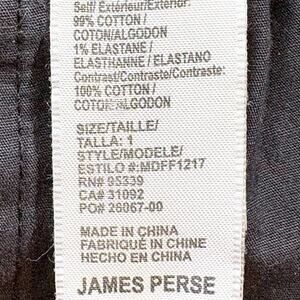 Self/ Extérieur/Exterior:
99% COTTON/
COTON/ALGODON
1% ELASTANE/
ELASTHANNE / ELASTANO
Contrast/Contraste/Contraste:
100% COTTON /
COTON/ALGODON
SIZE/TAILLE/
TALLA: 1
STYLE/MODELE/
ESTILO #:MDFF1217
RN# 95339
CA# 31092
PO# 26067-00
MADE IN CHINA
FABRIQUÉ IN CHINE
HECHO EN CHINA
JAMES PERSE